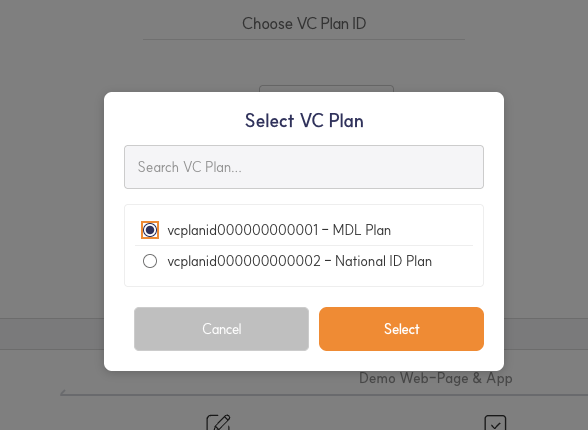 Choose VC Plan ID
Select VC Plan
Search VC Plan...
vcplanid000000000001 - MDL Plan
vcplanid000000000002 - National ID Plan
Cancel
Select
Demo Web-Page & App